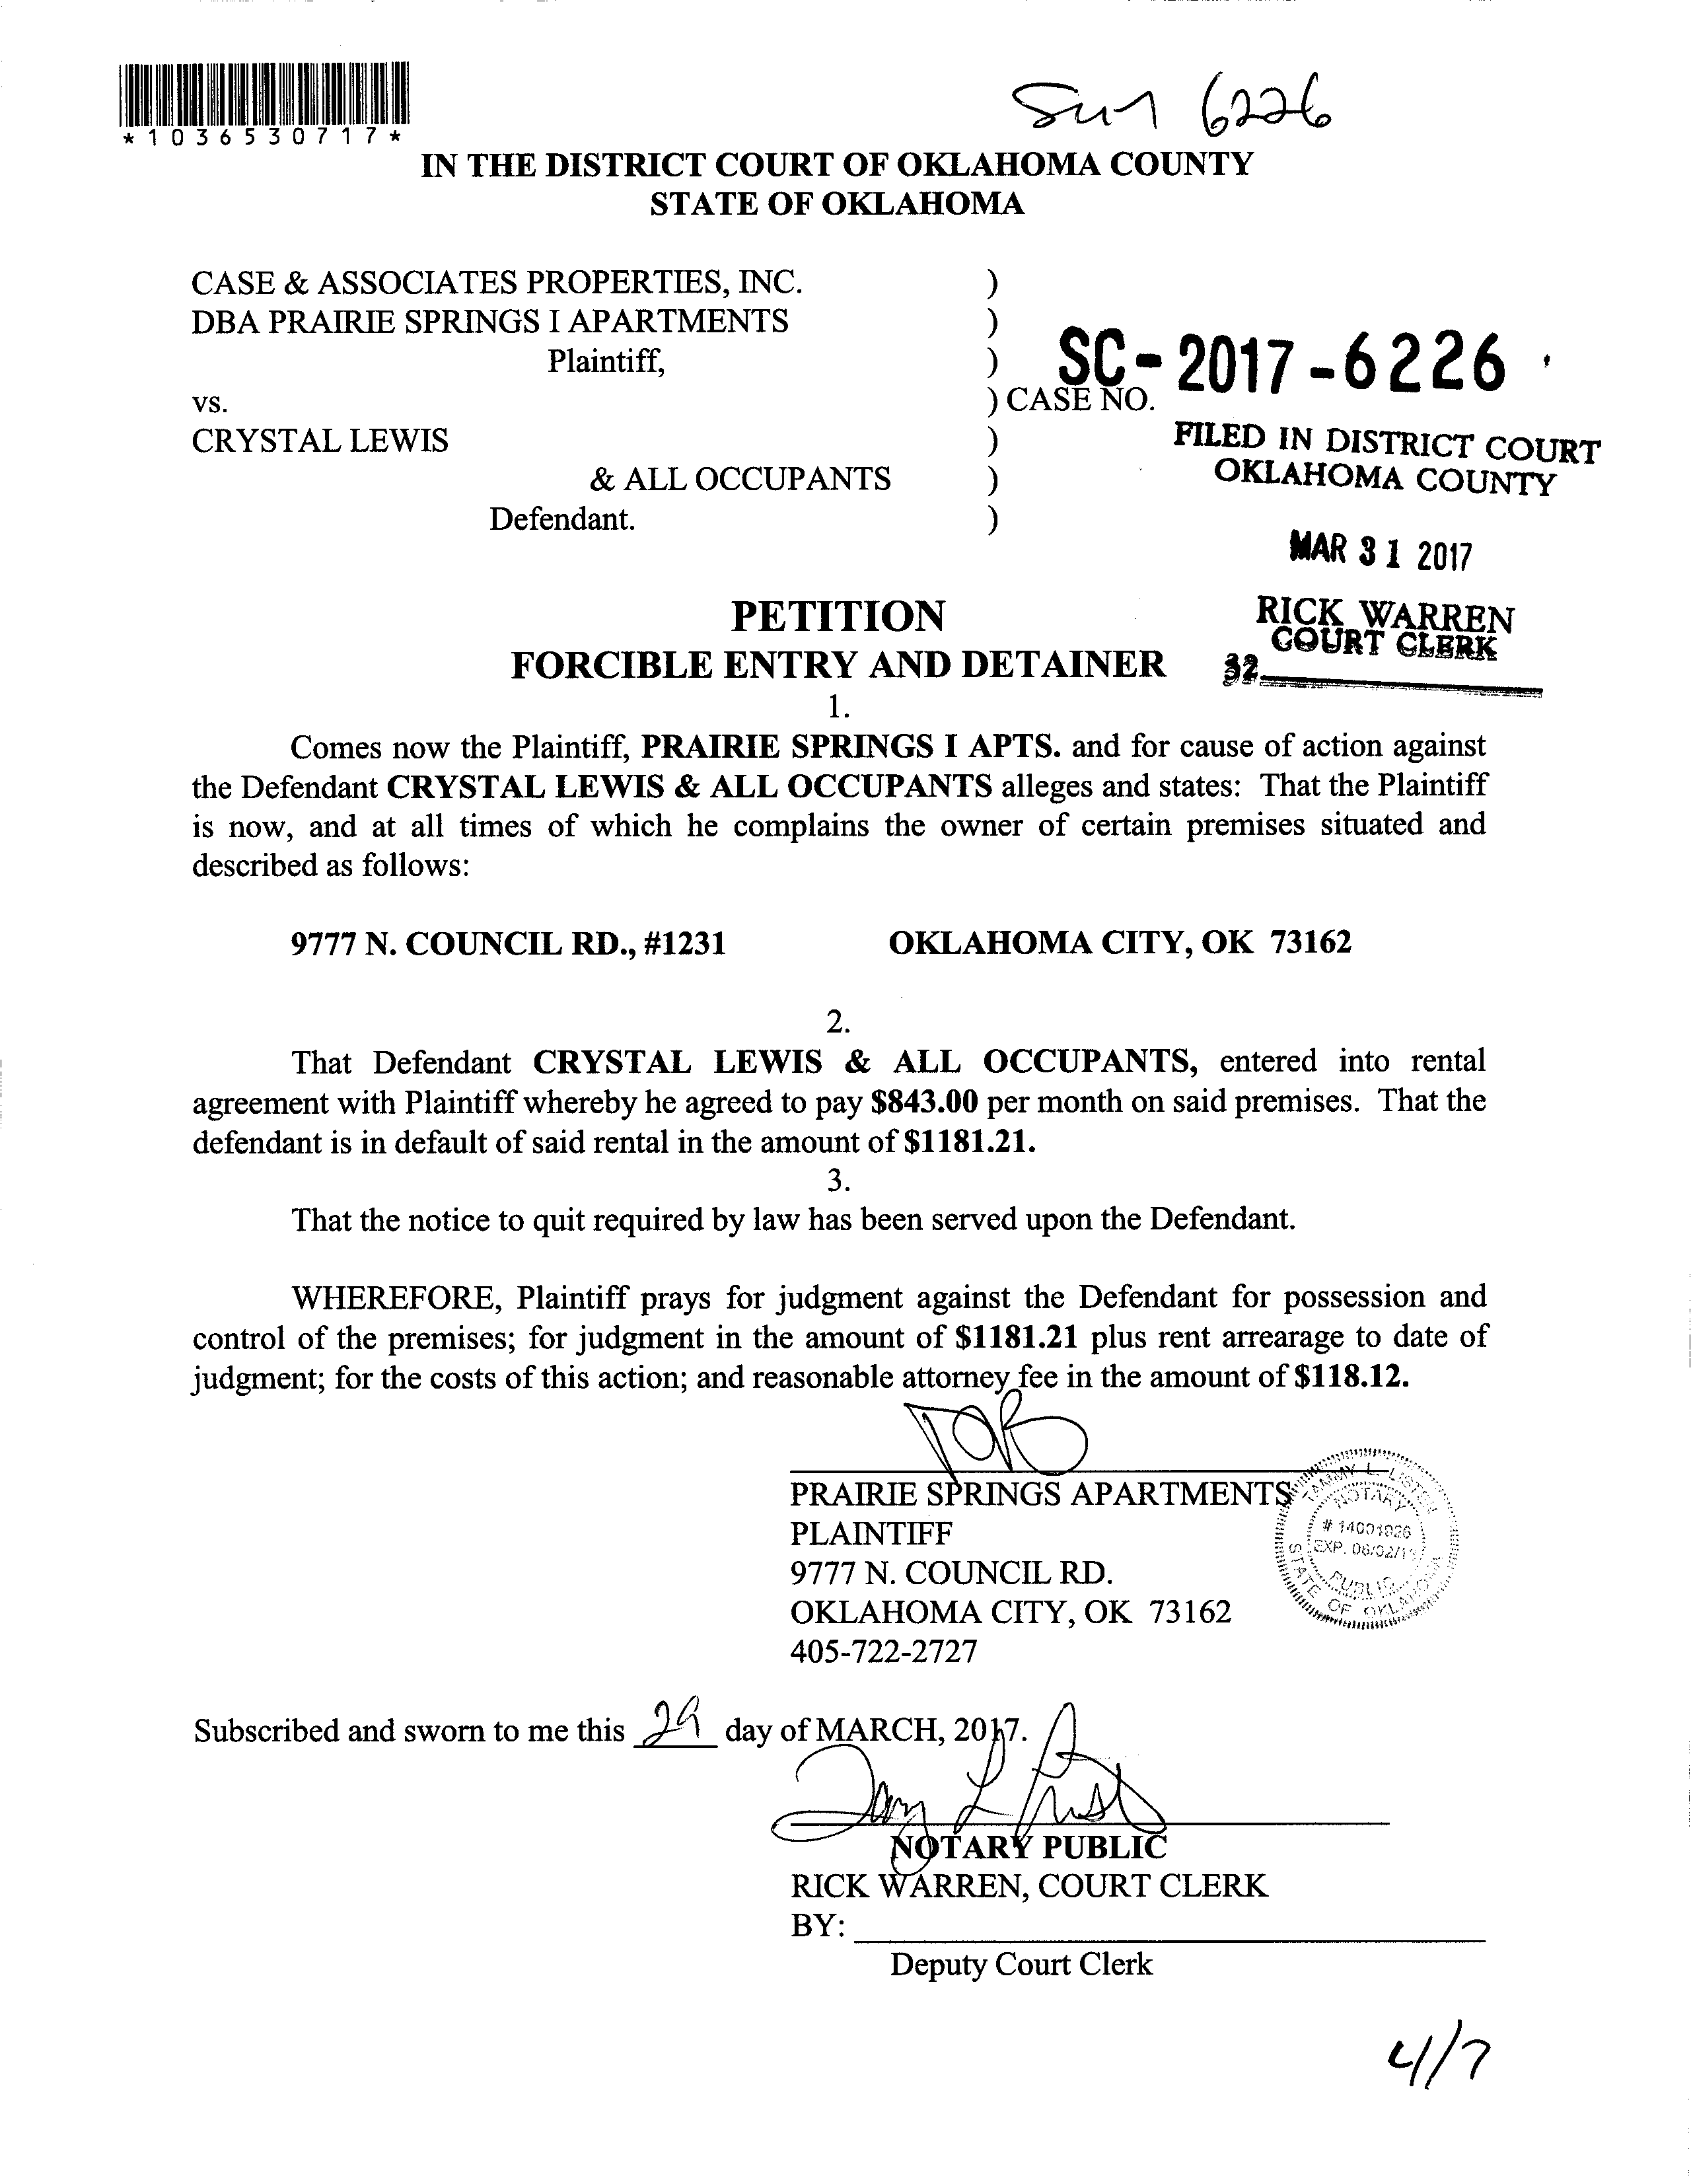 *1036530717*
Sum 6226
IN THE DISTRICT COURT OF OKLAHOMA COUNTY
STATE OF OKLAHOMA
CASE & ASSOCIATES PROPERTIES, INC. )
DBA PRAIRIE SPRINGS I APARTMENTS )
Plaintiff, ) SC-2017-6226
vs. ) CASE NO.
CRYSTAL LEWIS )
FILED IN DISTRICT COURT
& ALL OCCUPANTS ) OKLAHOMA COUNTY
Defendant. )
MAR 31 2017
PETITION
RICK WARREN
COURT CLERK
FORCIBLE ENTRY AND DETAINER
32
1.
Comes now the Plaintiff, PRAIRIE SPRINGS I APTS. and for cause of action against
the Defendant CRYSTAL LEWIS & ALL OCCUPANTS alleges and states: That the Plaintiff
is now, and at all times of which he complains the owner of certain premises situated and
described as follows:
9777 N. COUNCIL RD., #1231 OKLAHOMA CITY, OK 73162
2.
That Defendant CRYSTAL LEWIS & ALL OCCUPANTS, entered into rental
agreement with Plaintiff whereby he agreed to pay $843.00 per month on said premises. That the
defendant is in default of said rental in the amount of $1181.21.
3.
That the notice to quit required by law has been served upon the Defendant.
WHEREFORE, Plaintiff prays for judgment against the Defendant for possession and
control of the premises; for judgment in the amount of $1181.21 plus rent arrearage to date of
judgment; for the costs of this action; and reasonable attorney fee in the amount of $118.12.
PRAIRIE SPRINGS APARTMENTS
PLAINTIFF
9777 N. COUNCIL RD.
OKLAHOMA CITY, OK 73162
405-722-2727
TAMMY L. LISTON
NOTARY
# 14001026
PUBLIC
STATE OF OKLAHOMA
Subscribed and sworn to me this 29 day of MARCH, 2017.
NOTARY PUBLIC
RICK WARREN, COURT CLERK
BY:
Deputy Court Clerk
4/7